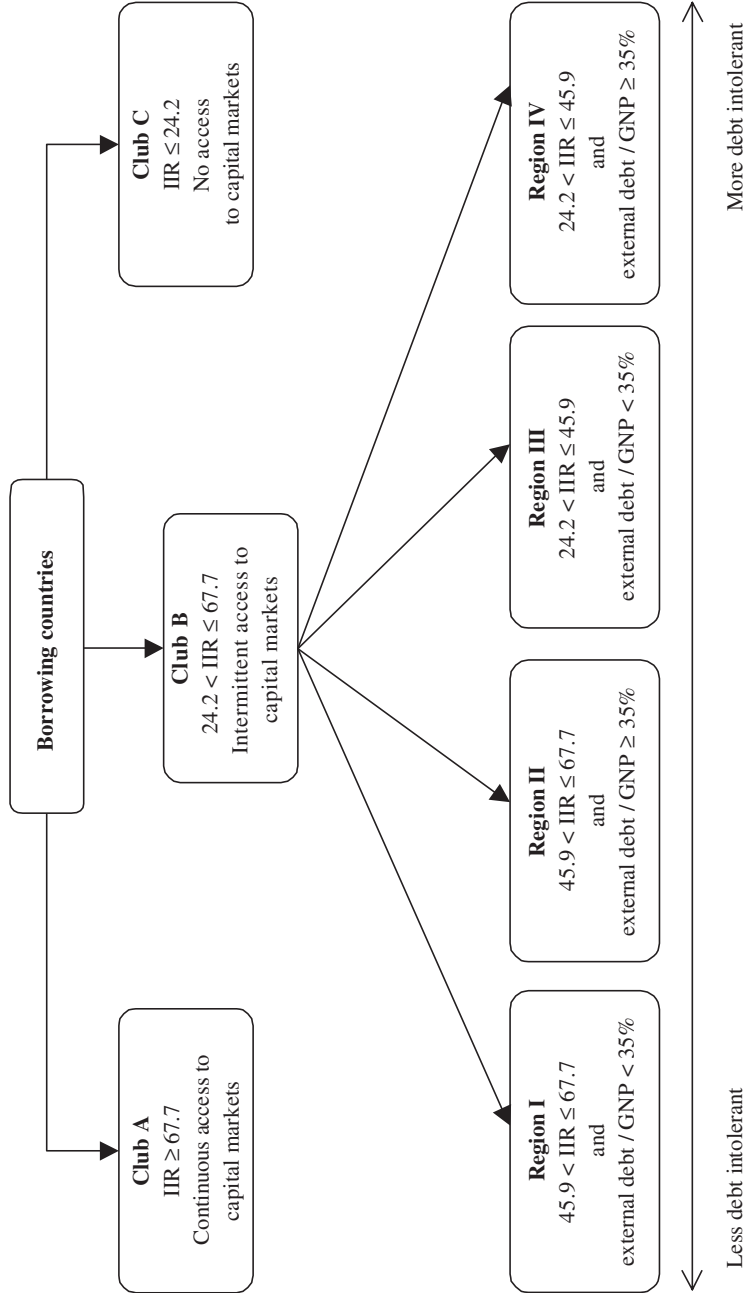 Borrowing countries
Club A
IIR ≥ 67.7
Continuous access to
capital markets
Club B
24.2 < IIR ≤ 67.7
Intermittent access to
capital markets
Club C
IIR ≤ 24.2
No access
to capital markets
Region I
45.9 < IIR ≤ 67.7
and
external debt / GNP < 35%
Region II
45.9 < IIR ≤ 67.7
and
external debt / GNP ≥ 35%
Region III
24.2 < IIR ≤ 45.9
and
external debt / GNP < 35%
Region IV
24.2 < IIR ≤ 45.9
and
external debt / GNP ≥ 35%
Less debt intolerant
More debt intolerant